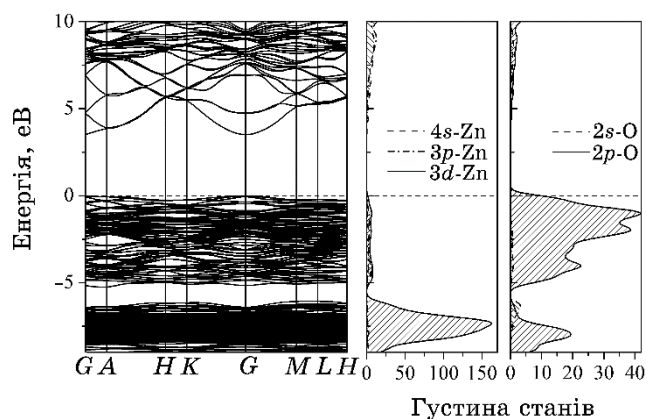 Енергія, еВ
10
5
0
−5
G A H K G M L H
4s-Zn
3p-Zn
3d-Zn
0 50 100 150
2s-O
2p-O
0 10 20 30 40
Густина станів